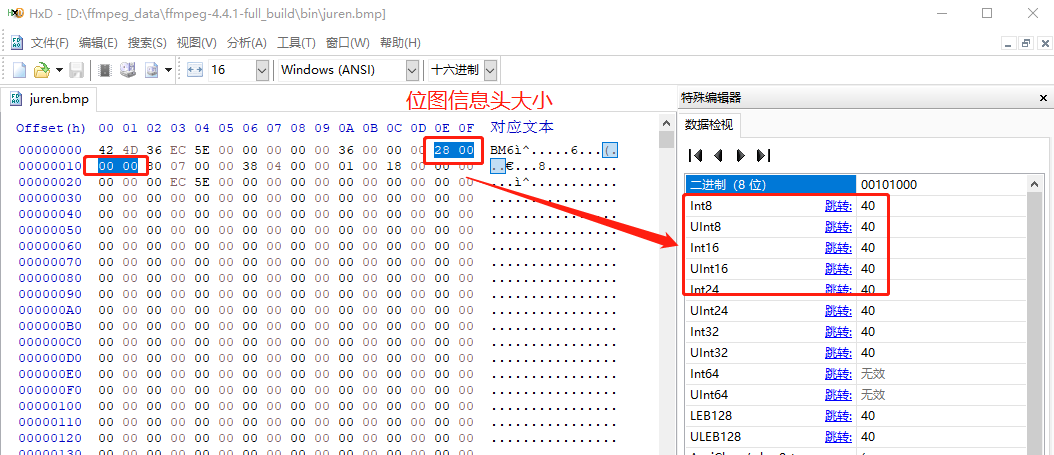 HxD - [D:\ffmpeg_data\ffmpeg-4.4.1-full_build\bin\juren.bmp]
文件(F) 编辑(E) 搜索(S) 视图(V) 分析(A) 工具(T) 窗口(W) 帮助(H)
16 Windows (ANSI) 十六进制
juren.bmp
位图信息头大小
Offset(h) 00 01 02 03 04 05 06 07 08 09 0A 0B 0C 0D 0E 0F 对应文本
00000000 42 4D 36 EC 5E 00 00 00 00 00 36 00 00 00 28 00 BM6ì^.....6...(.
00000010 00 00 80 07 00 00 38 04 00 00 01 00 18 00 00 00 ..€...8.........
00000020 00 00 00 EC 5E 00 00 00 00 00 00 00 00 00 00 00 ...ì^...........
00000030 00 00 00 00 00 00 00 00 00 00 00 00 00 00 00 00 ................
00000040 00 00 00 00 00 00 00 00 00 00 00 00 00 00 00 00 ................
00000050 00 00 00 00 00 00 00 00 00 00 00 00 00 00 00 00 ................
00000060 00 00 00 00 00 00 00 00 00 00 00 00 00 00 00 00 ................
00000070 00 00 00 00 00 00 00 00 00 00 00 00 00 00 00 00 ................
00000080 00 00 00 00 00 00 00 00 00 00 00 00 00 00 00 00 ................
00000090 00 00 00 00 00 00 00 00 00 00 00 00 00 00 00 00 ................
000000A0 00 00 00 00 00 00 00 00 00 00 00 00 00 00 00 00 ................
000000B0 00 00 00 00 00 00 00 00 00 00 00 00 00 00 00 00 ................
000000C0 00 00 00 00 00 00 00 00 00 00 00 00 00 00 00 00 ................
000000D0 00 00 00 00 00 00 00 00 00 00 00 00 00 00 00 00 ................
000000E0 00 00 00 00 00 00 00 00 00 00 00 00 00 00 00 00 ................
000000F0 00 00 00 00 00 00 00 00 00 00 00 00 00 00 00 00 ................
00000100 00 00 00 00 00 00 00 00 00 00 00 00 00 00 00 00 ................
00000110 00 00 00 00 00 00 00 00 00 00 00 00 00 00 00 00 ................
00000120 00 00 00 00 00 00 00 00 00 00 00 00 00 00 00 00 ................
00000130 00 00 00 00 00 00 00 00 00 00 00 00 00 00 00 00 ................
特殊编辑器
数据检视
二进制（8 位） 00101000
Int8 跳转: 40
UInt8 跳转: 40
Int16 跳转: 40
UInt16 跳转: 40
Int24 跳转: 40
UInt24 跳转: 40
Int32 跳转: 40
UInt32 跳转: 40
Int64 跳转: 无效
UInt64 跳转: 无效
LEB128 跳转: 40
ULEB128 跳转: 40